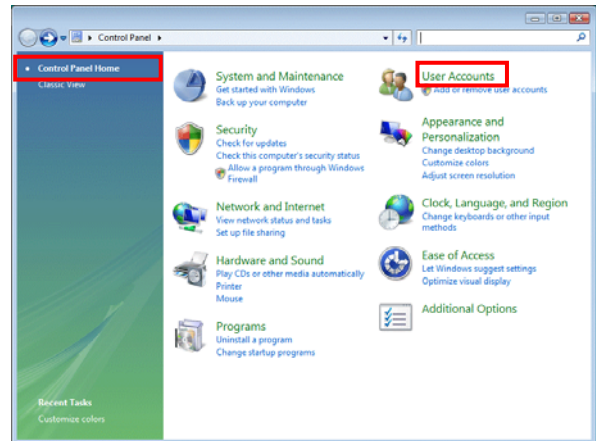 Control Panel
Control Panel Home
Classic View
System and Maintenance
Get started with Windows
Back up your computer
Security
Check for updates
Check this computer's security status
Allow a program through Windows
Firewall
Network and Internet
View network status and tasks
Set up file sharing
Hardware and Sound
Play CDs or other media automatically
Printer
Mouse
Programs
Uninstall a program
Change startup programs
User Accounts
Add or remove user accounts
Appearance and
Personalization
Change desktop background
Customize colors
Adjust screen resolution
Clock, Language, and Region
Change keyboards or other input
methods
Ease of Access
Let Windows suggest settings
Optimize visual display
Additional Options
Recent Tasks
Customize colors